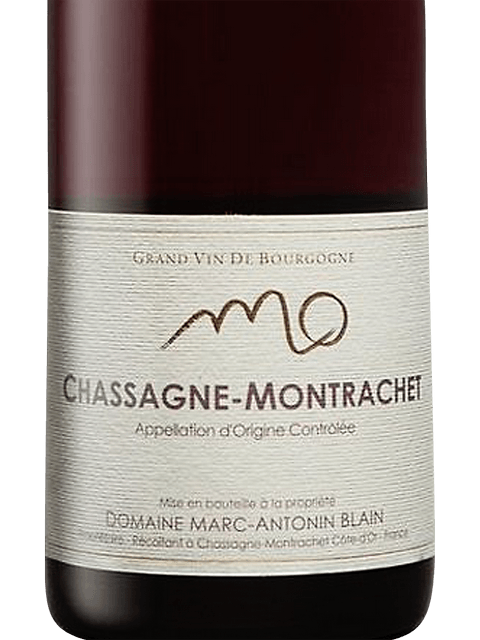 GRAND VIN DE BOURGOGNE
CHASSAGNE-MONTRACHET
Appellation d'Origine Contrôlée
Mise en bouteille à la propriété
DOMAINE MARC-ANTONIN BLAIN
Propriétaire - Récoltant à Chassagne-Montrachet Côte-d'Or - France